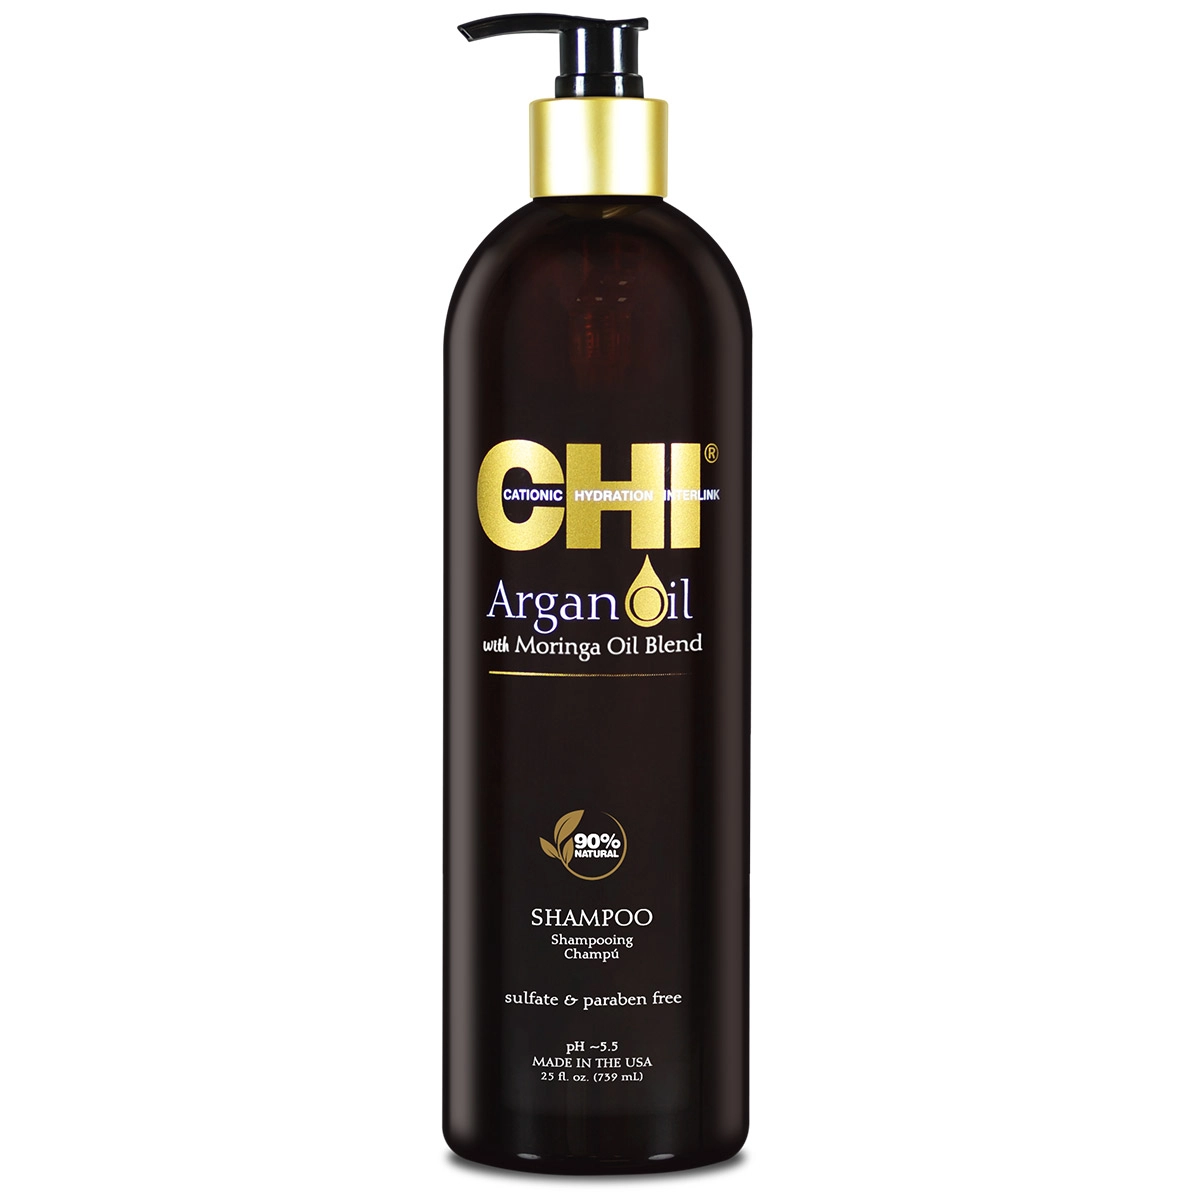 CHI®
CATIONIC HYDRATION INTERLINK
Argan Oil
with Moringa Oil Blend
90%
NATURAL
SHAMPOO
Shampooing
Champú
sulfate & paraben free
pH ~5.5
MADE IN THE USA
25 fl. oz. (739 mL)